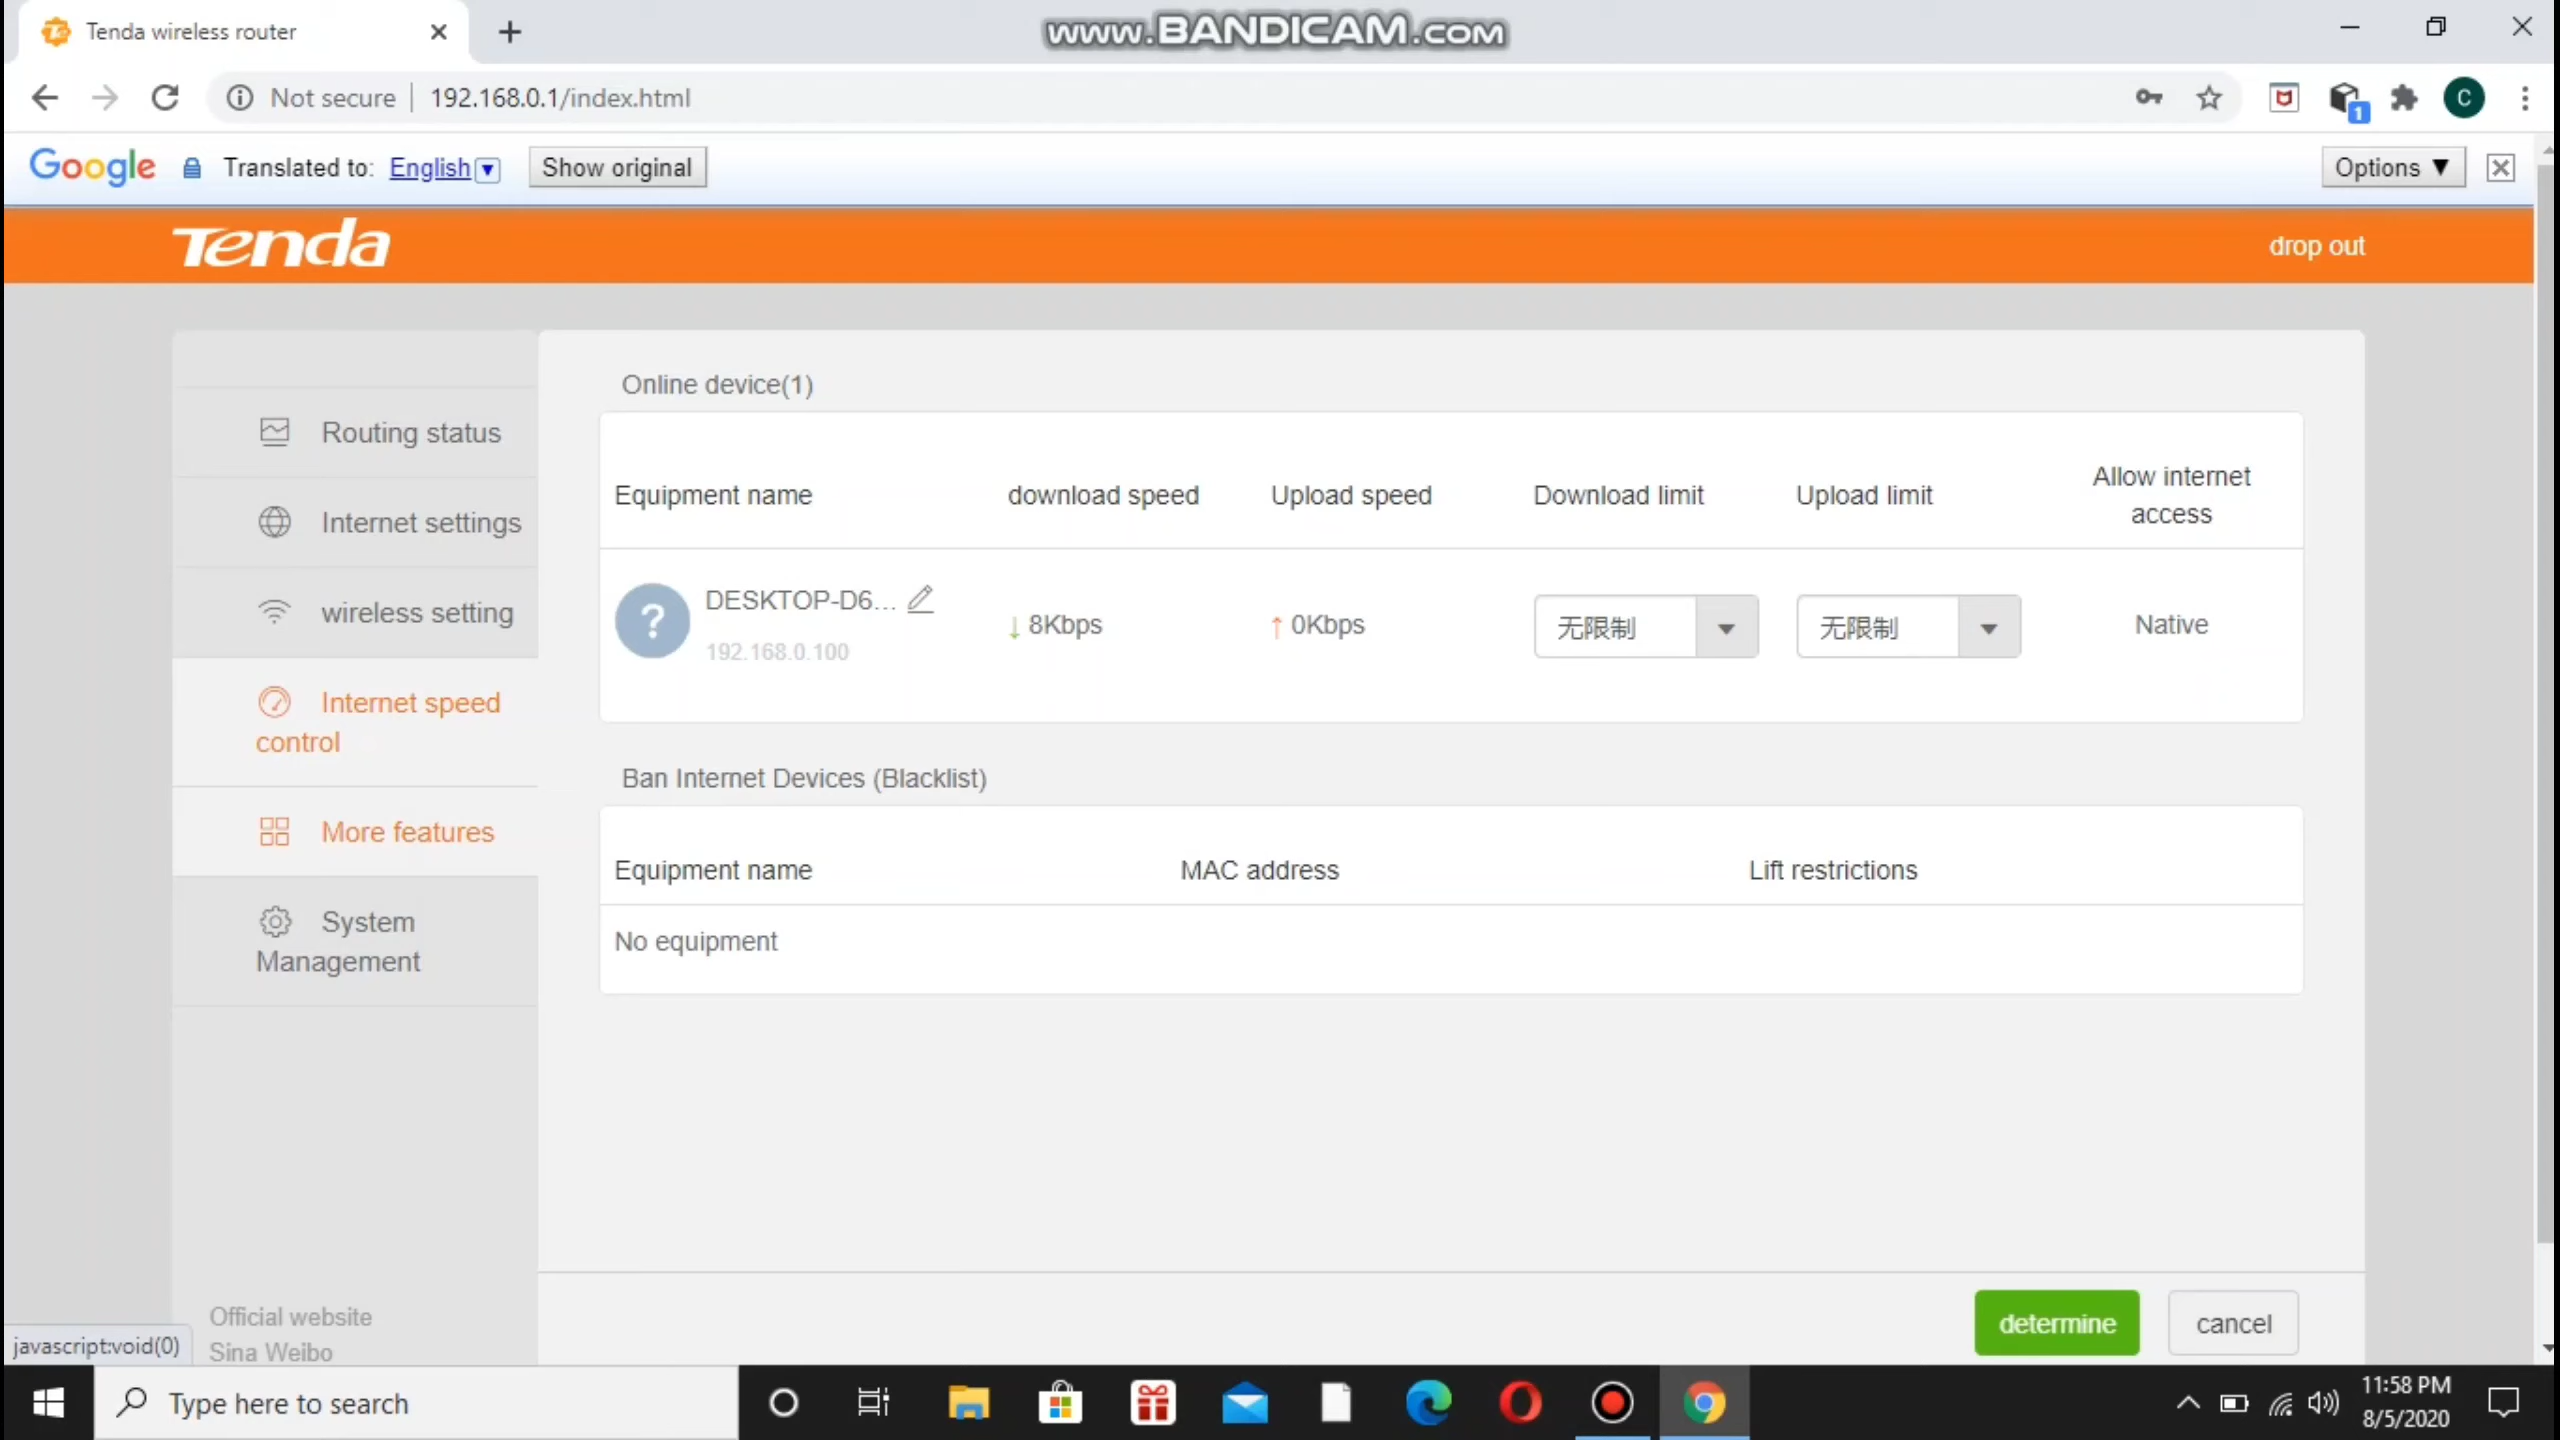 Tenda wireless router
www.BANDICAM.com
Not secure
192.168.0.1/index.html
1
C
Google
Translated to: English
Show original
Options ▼
Tenda
drop out
Routing status
Internet settings
wireless setting
Internet speed
control
More features
System
Management
Official website
Sina Weibo
Online device(1)
Equipment name
download speed
Upload speed
Download limit
Upload limit
Allow internet
access
?
DESKTOP-D6...
192.168.0.100
↓ 8Kbps
↑ 0Kbps
无限制
无限制
Native
Ban Internet Devices (Blacklist)
Equipment name
MAC address
Lift restrictions
No equipment
determine
cancel
javascript:void(0)
Type here to search
11:58 PM
8/5/2020